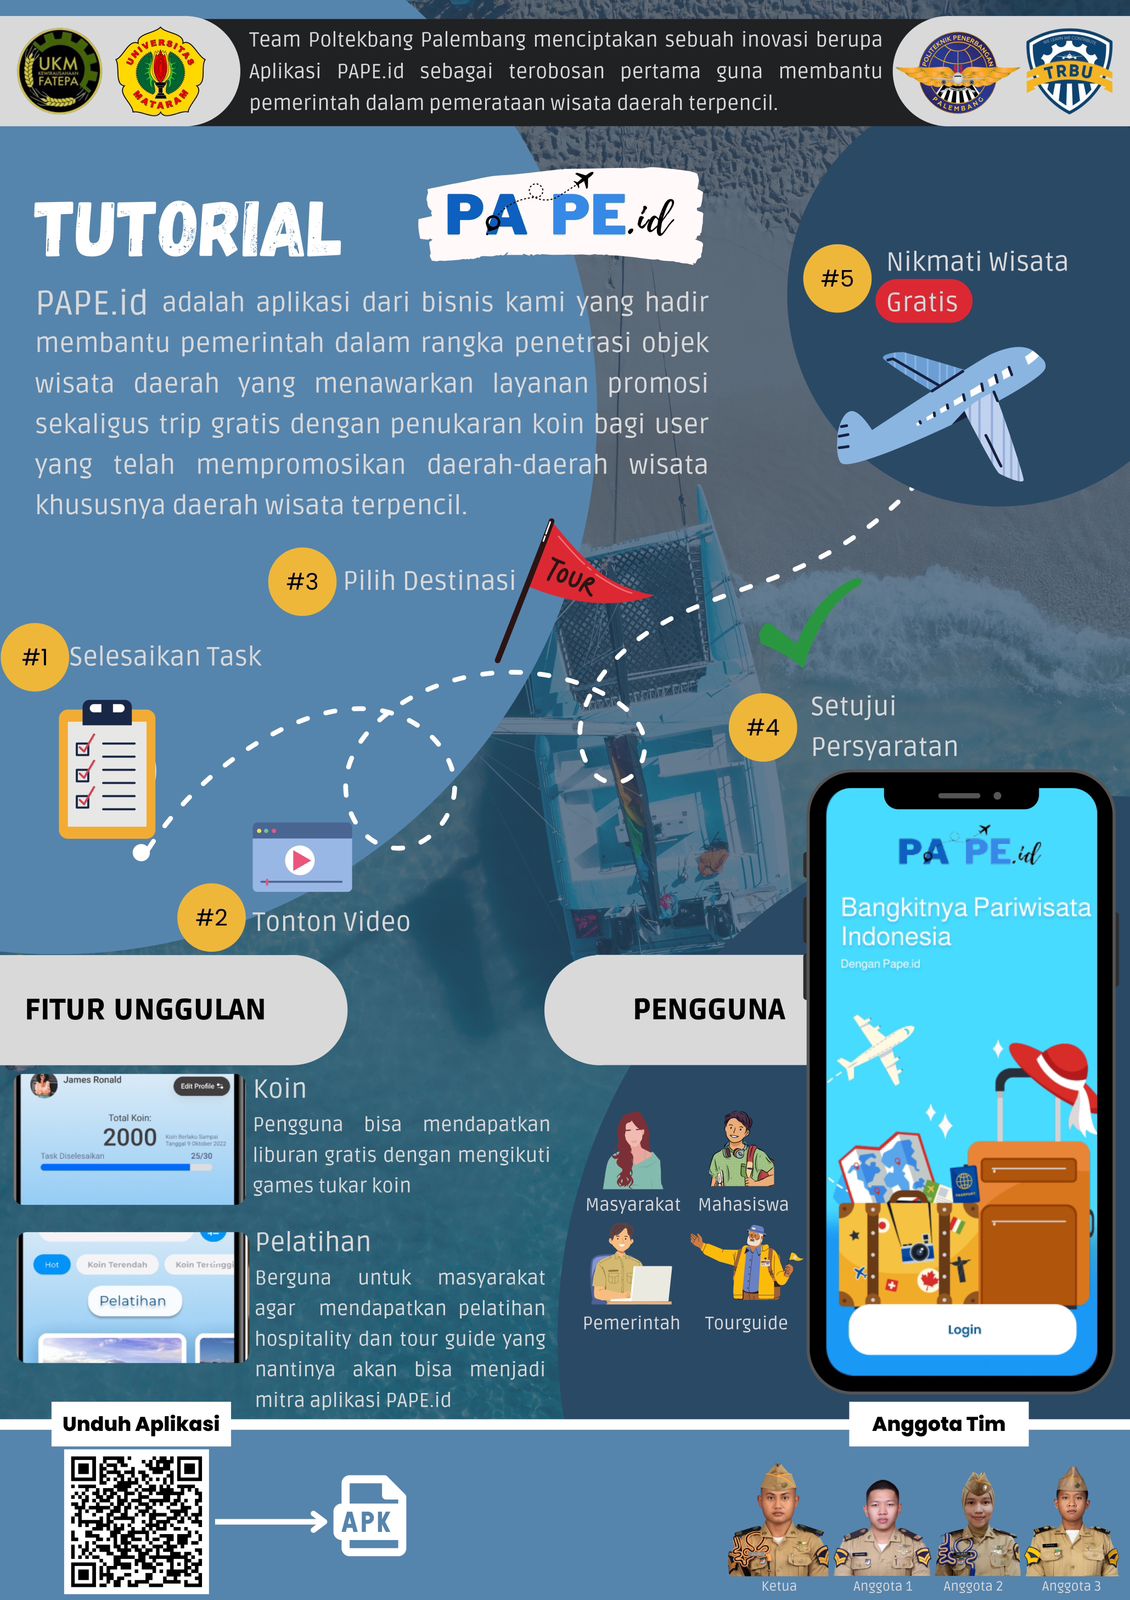 UKM
KEWIRAUSAHAAN
FATEPA
UNIVERSITAS
MATARAM
Team Poltekbang Palembang menciptakan sebuah inovasi berupa
Aplikasi PAPE.id sebagai terobosan pertama guna membantu
pemerintah dalam pemerataan wisata daerah terpencil.
POLITEKNIK PENERBANGAN
PALEMBANG
TRBU
TUTORIAL
PAPE.id
PAPE.id adalah aplikasi dari bisnis kami yang hadir
membantu pemerintah dalam rangka penetrasi objek
wisata daerah yang menawarkan layanan promosi
sekaligus trip gratis dengan penukaran koin bagi user
yang telah mempromosikan daerah-daerah wisata
khususnya daerah wisata terpencil.
#5
Nikmati Wisata
Gratis
#3 Pilih Destinasi
TOUR
#1 Selesaikan Task
#4
Setujui
Persyaratan
#2 Tonton Video
PAPE.id
Bangkitnya Pariwisata
Indonesia
Dengan Pape.id
PASSPORT
Login
FITUR UNGGULAN
PENGGUNA
James Ronald
Edit Profile
Total Koin:
2000
Koin Berlaku Sampai
Tanggal 9 Oktober 2022
Task Diselesaikan
25/30
Koin
Pengguna bisa mendapatkan
liburan gratis dengan mengikuti
games tukar koin
Hot
Koin Terendah
Koin Tertinggi
Pelatihan
Pelatihan
Berguna untuk masyarakat
agar mendapatkan pelatihan
hospitality dan tour guide yang
nantinya akan bisa menjadi
mitra aplikasi PAPE.id
Masyarakat
Mahasiswa
Pemerintah
Tourguide
Unduh Aplikasi
APK
Anggota Tim
Ketua
Anggota 1
Anggota 2
Anggota 3